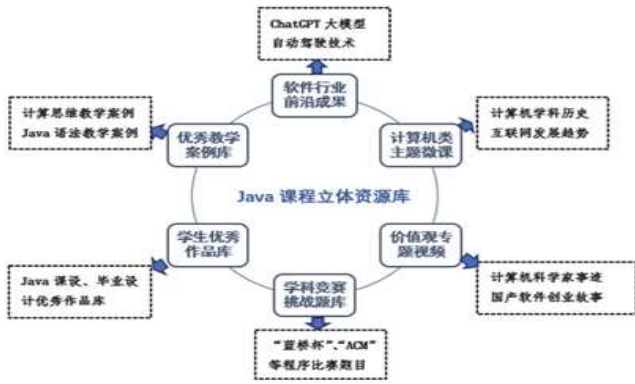 ChatGPT 大模型
自动驾驶技术
软件行业
前沿成果
计算思维教学案例
Java 语法教学案例
优秀教学
案例库
计算机类
主题微课
计算机学科历史
互联网发展趋势
Java 课程立体资源库
学生优秀
作品库
价值观专
题视频
Java 课设、毕业设
计优秀作品库
学科竞赛
挑战题库
计算机科学家事迹
国产软件创业故事
“蓝桥杯”、“ACM”
等程序比赛题目